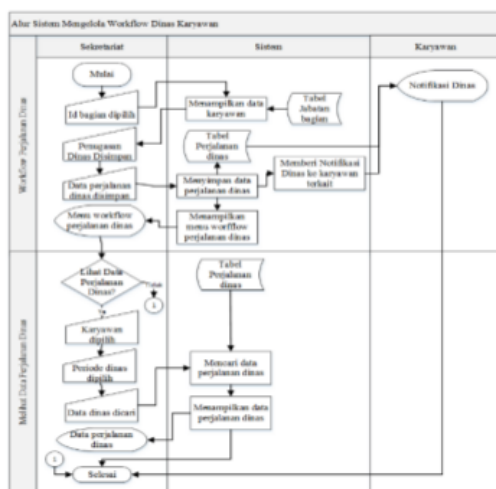 Alur Sistem Mengelola Workflow Dinas Karyawan
Sekretariat
Sistem
Karyawan
Workflow Perjalanan Dinas
Mulai
Id bagian dipilih
Menampilkan data
karyawan
Tabel
Jabatan
bagian
Notifikasi Dinas
Penugasan
Dinas Disimpan
Tabel
Perjalanan
dinas
Data perjalanan
dinas disimpan
Menyimpan data
perjalanan dinas
Memberi Notifikasi
Dinas ke karyawan
terkait
Menu workflow
perjalanan dinas
Menampilkan
menu worfflow
perjalanan dinas
Melihat Data Perjalanan Dinas
Lihat Data
Perjalanan
Dinas?
Tidak
1
Ya
Tabel
Perjalanan
dinas
Karyawan
dipilih
Periode dinas
dipilih
Mencari data
perjalanan dinas
Data dinas dicari
Menampilkan data
perjalanan dinas
Data perjalanan
dinas
1
Selesai